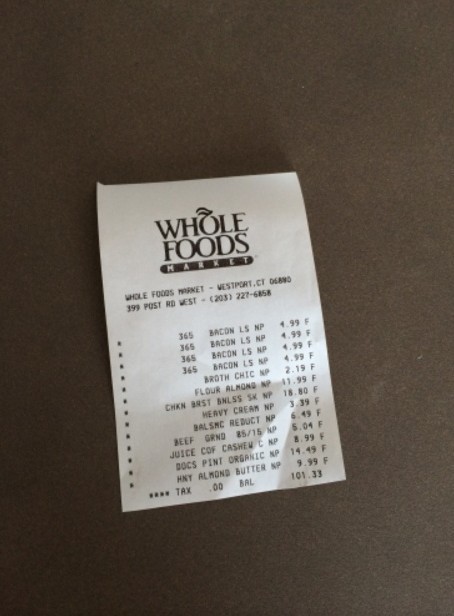 WHOLE
FOODS
MARKET
WHOLE FOODS MARKET - WESTPORT,CT 06880
399 POST RD WEST - (203) 227-6858
365 BACON LS NP 4.99 F
365 BACON LS NP 4.99 F
365 BACON LS NP 4.99 F
365 BACON LS NP 4.99 F
BROTH CHIC NP 2.19 F
FLOUR ALMOND NP 11.99 F
CHKN BRST BNLSS SK NP 18.80 F
HEAVY CREAM NP 3.39 F
BALSMC REDUCT NP 6.49 F
BEEF GRND 85/15 NP 5.04 F
JUICE COF CASHEW C NP 8.99 F
DOCS PINT ORGANIC NP 14.49 F
HNY ALMOND BUTTER NP 9.99 F
**** TAX .00 BAL 101.33